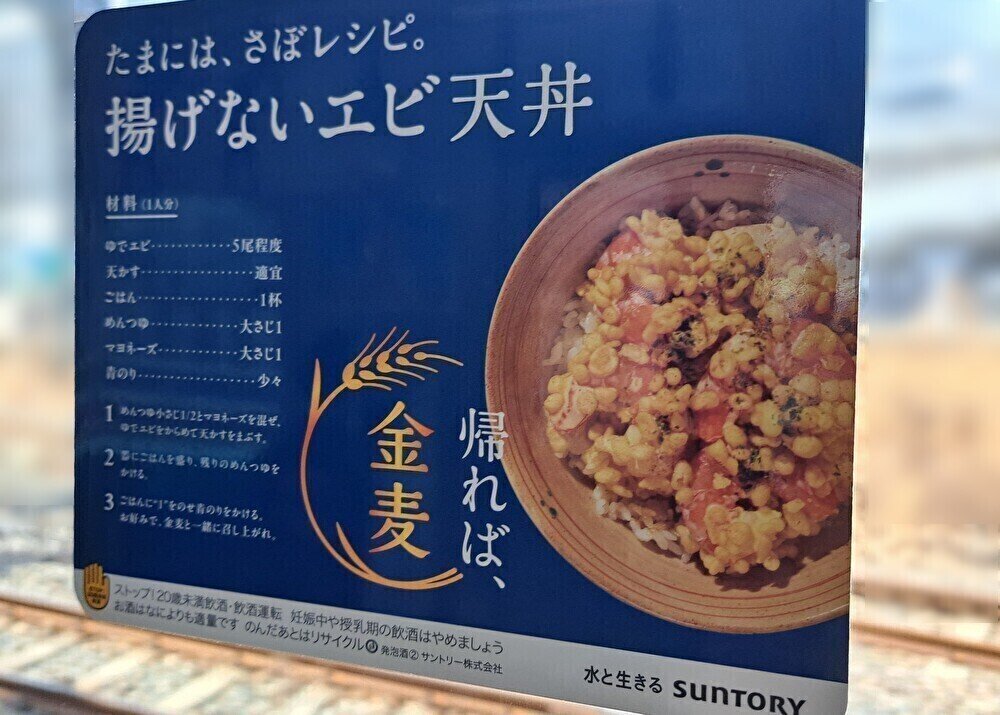 たまには、さぼレシピ。
揚げないエビ天丼
材料（1人分）
ゆでエビ・・・・・・・・・・・・5尾程度
天かす・・・・・・・・・・・・・・・・適宜
ごはん・・・・・・・・・・・・・・・・・1杯
めんつゆ・・・・・・・・・・・・・大さじ1
マヨネーズ・・・・・・・・・・・・大さじ1
青のり・・・・・・・・・・・・・・・・・少々
1 めんつゆ小さじ1/2とマヨネーズを混ぜ、
ゆでエビをからめて天かすをまぶす。
2 器にごはんを盛り、残りのめんつゆを
かける。
3 ごはんに"1"をのせ青のりをかける。
お好みで、金麦と一緒に召し上がれ。
帰れば、
金麦
ストップ！20歳未満飲酒・飲酒運転 妊娠中や授乳期の飲酒はやめましょう
お酒はなによりも適量です のんだあとはリサイクル 発泡酒② サントリー株式会社
水と生きる SUNTORY